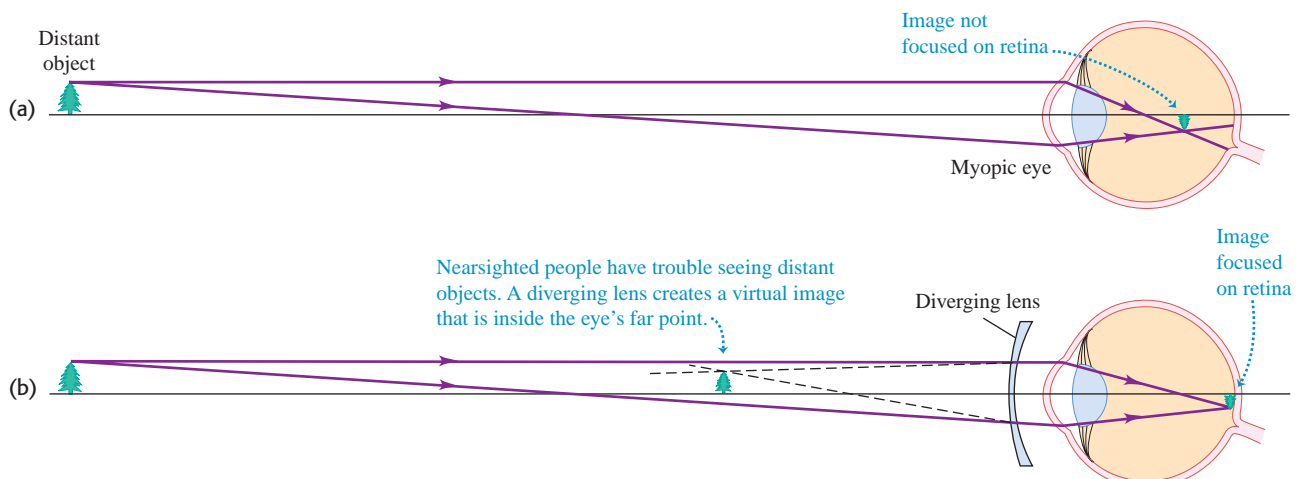 Distant
object
Image not
focused on retina
(a)
Myopic eye
Nearsighted people have trouble seeing distant
objects. A diverging lens creates a virtual image
that is inside the eye's far point.
Diverging lens
Image
focused
on retina
(b)